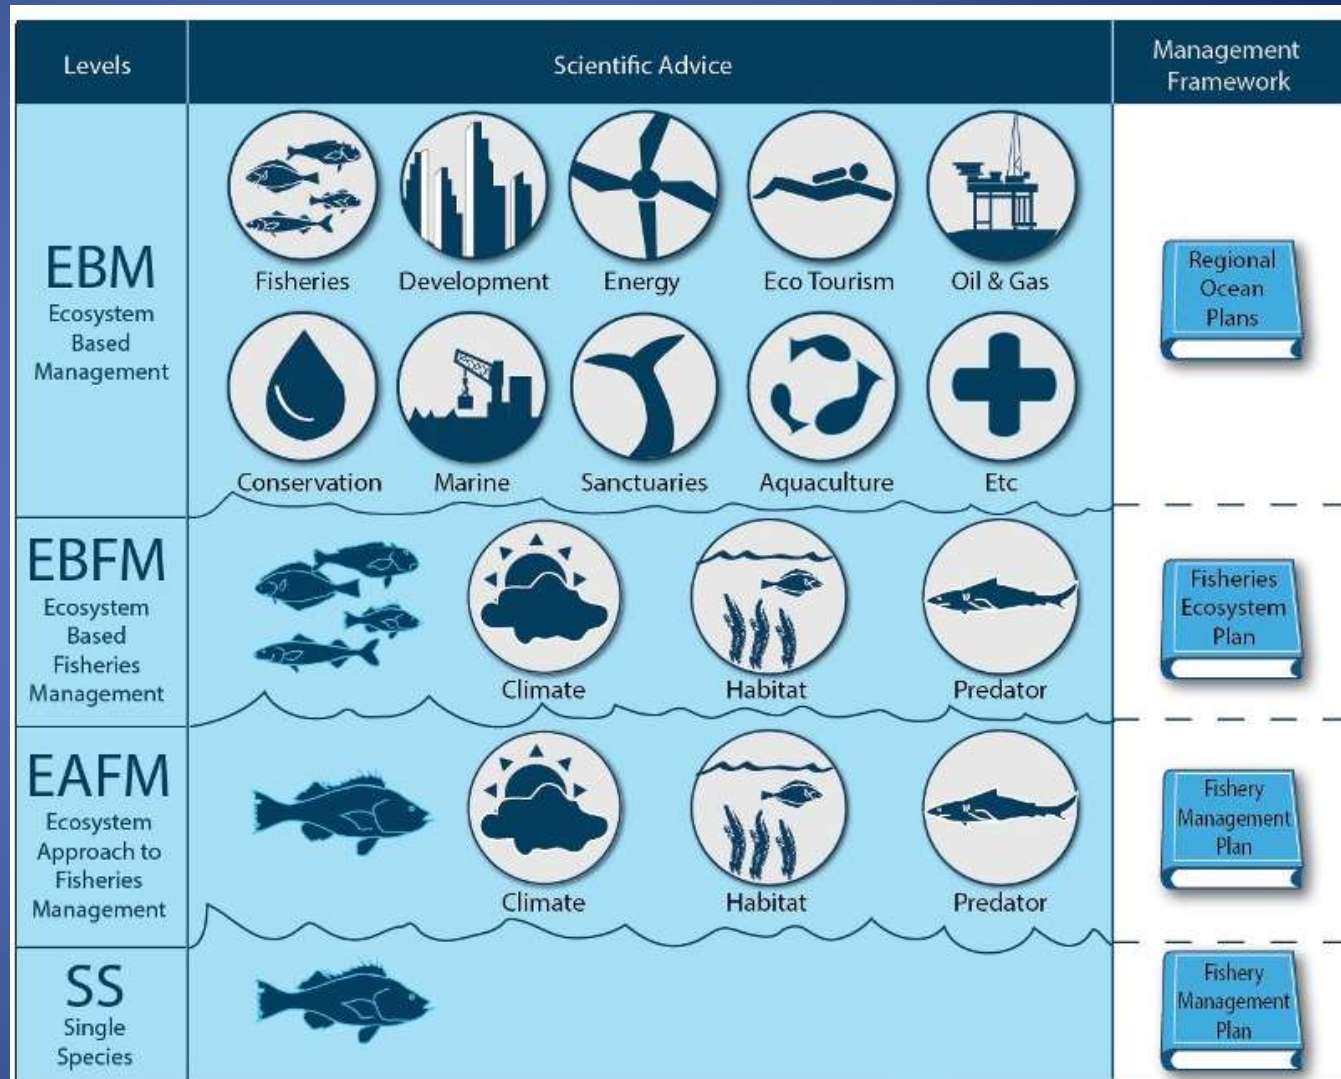 Levels
Scientific Advice
Management
Framework
EBM
Ecosystem
Based
Management
Fisheries
Development
Energy
Eco Tourism
Oil & Gas
Conservation
Marine
Sanctuaries
Aquaculture
Etc
Regional
Ocean
Plans
EBFM
Ecosystem
Based
Fisheries
Management
Climate
Habitat
Predator
Fisheries
Ecosystem
Plan
EAFM
Ecosystem
Approach to
Fisheries
Management
Climate
Habitat
Predator
Fishery
Management
Plan
SS
Single
Species
Fishery
Management
Plan